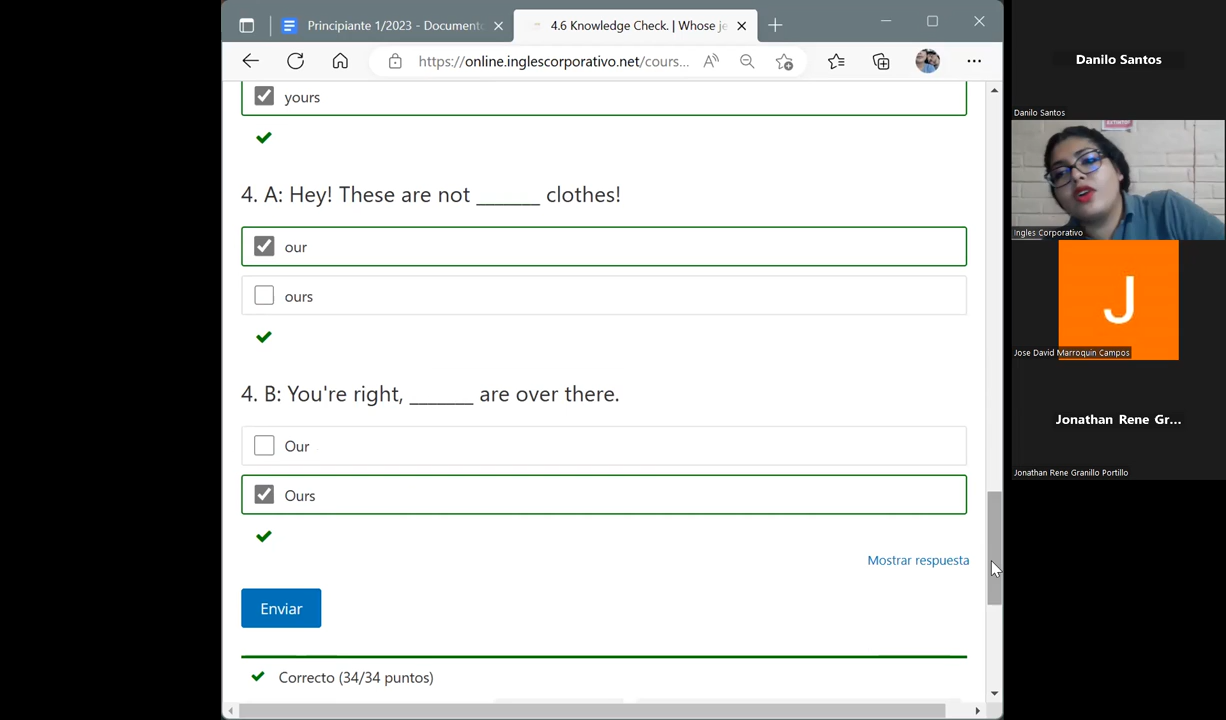 Principiante 1/2023 - Documento
4.6 Knowledge Check. | Whose je
https://online.inglescorporativo.net/cours...
yours
4. A: Hey! These are not ______ clothes!
our
ours
4. B: You're right, ______ are over there.
Our
Ours
Mostrar respuesta
Enviar
Correcto (34/34 puntos)
Danilo Santos
Danilo Santos
Ingles Corporativo
J
Jose David Marroquin Campos
Jonathan Rene Gr...
Jonathan Rene Granillo Portillo